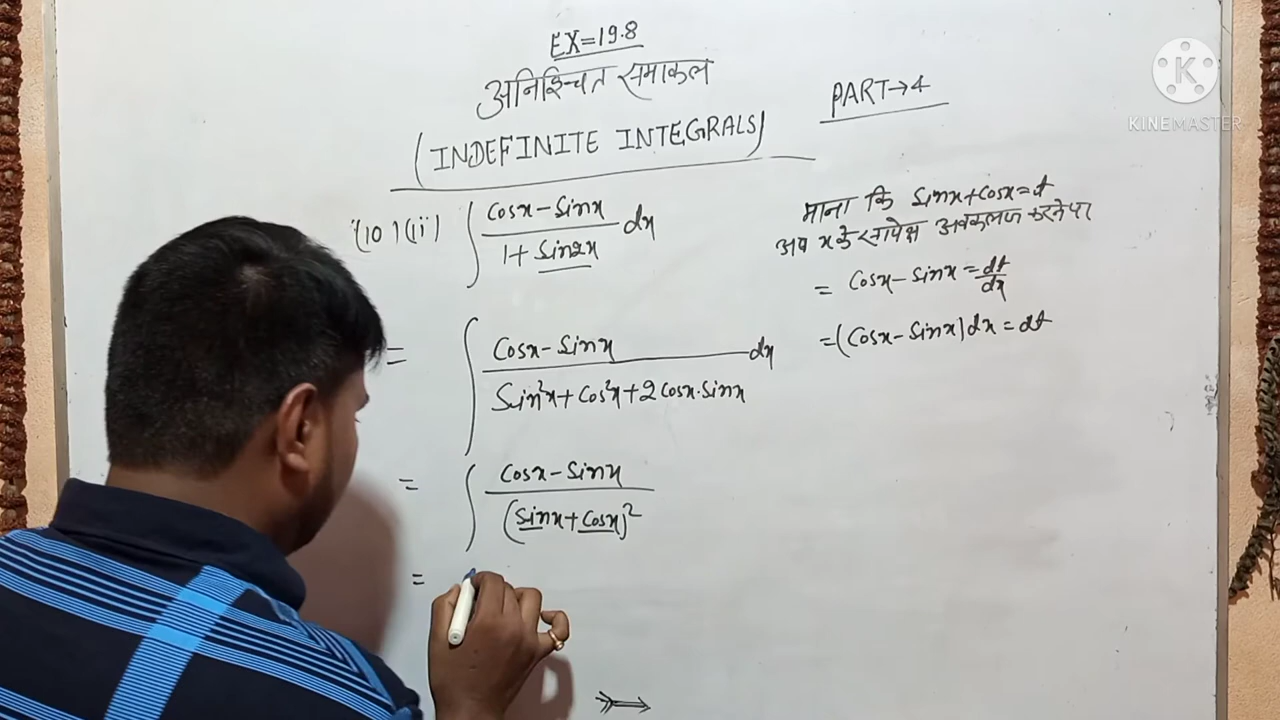 EX=19.8
अनिश्चित समाकल
(INDEFINITE INTEGRALS)
PART→4
KINEMASTER
(10)(ii) ∫ (Cosx - Sinx)/(1 + Sin2x) dx
= ∫ (Cosx - Sinx)/(Sin²x + Cos²x + 2 Cosx·Sinx) dx
= ∫ (Cosx - Sinx)/(Sinx + Cosx)²
=
माना कि Sinx + Cosx = t
अब x के सापेक्ष अवकलज करने पर
= Cosx - Sinx = dt/dx
= (Cosx - Sinx) dx = dt